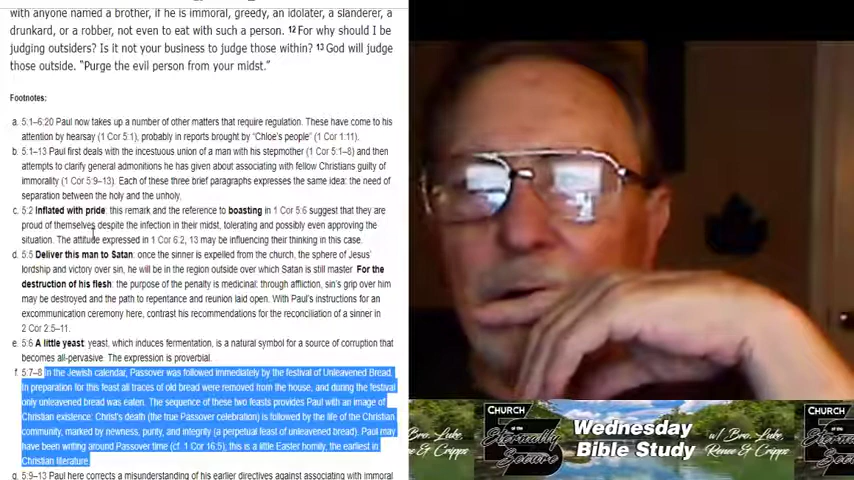 with anyone named a brother, if he is immoral, greedy, an idolater, a slanderer, a
drunkard, or a robber, not even to eat with such a person. 12 For why should I be
judging outsiders? Is it not your business to judge those within? 13 God will judge
those outside. “Purge the evil person from your midst.”
Footnotes:
a. 5:1–6:20 Paul now takes up a number of other matters that require regulation. These have come to his
attention by hearsay (1 Cor 5:1), probably in reports brought by “Chloe’s people” (1 Cor 1:11).
b. 5:1–13 Paul first deals with the incestuous union of a man with his stepmother (1 Cor 5:1–8) and then
attempts to clarify general admonitions he has given about associating with fellow Christians guilty of
immorality (1 Cor 5:9–13). Each of these three brief paragraphs expresses the same idea: the need of
separation between the holy and the unholy.
c. 5:2 Inflated with pride: this remark and the reference to boasting in 1 Cor 5:6 suggest that they are
proud of themselves despite the infection in their midst, tolerating and possibly even approving the
situation. The attitude expressed in 1 Cor 6:2, 13 may be influencing their thinking in this case.
d. 5:5 Deliver this man to Satan: once the sinner is expelled from the church, the sphere of Jesus’
lordship and victory over sin, he will be in the region outside over which Satan is still master. For the
destruction of his flesh: the purpose of the penalty is medicinal: through affliction, sin’s grip over him
may be destroyed and the path to repentance and reunion laid open. With Paul’s instructions for an
excommunication ceremony here, contrast his recommendations for the reconciliation of a sinner in
2 Cor 2:5–11.
e. 5:6 A little yeast: yeast, which induces fermentation, is a natural symbol for a source of corruption that
becomes all-pervasive. The expression is proverbial.
f. 5:7–8 In the Jewish calendar, Passover was followed immediately by the festival of Unleavened Bread.
In preparation for this feast all traces of old bread were removed from the house, and during the festival
only unleavened bread was eaten. The sequence of these two feasts provides Paul with an image of
Christian existence: Christ’s death (the true Passover celebration) is followed by the life of the Christian
community, marked by newness, purity, and integrity (a perpetual feast of unleavened bread). Paul may
have been writing around Passover time (cf. 1 Cor 16:5); this is a little Easter homily, the earliest in
Christian literature.
g. 5:9–13 Paul here corrects a misunderstanding of his earlier directives against associating with immoral
Bro. Luke,
Renee & Cripps
CHURCH
of the
Eternally
Secure
Wednesday
Bible Study
w/ Bro. Luke,
Renee & Cripps
CHURCH
of the
Eternally
Secure